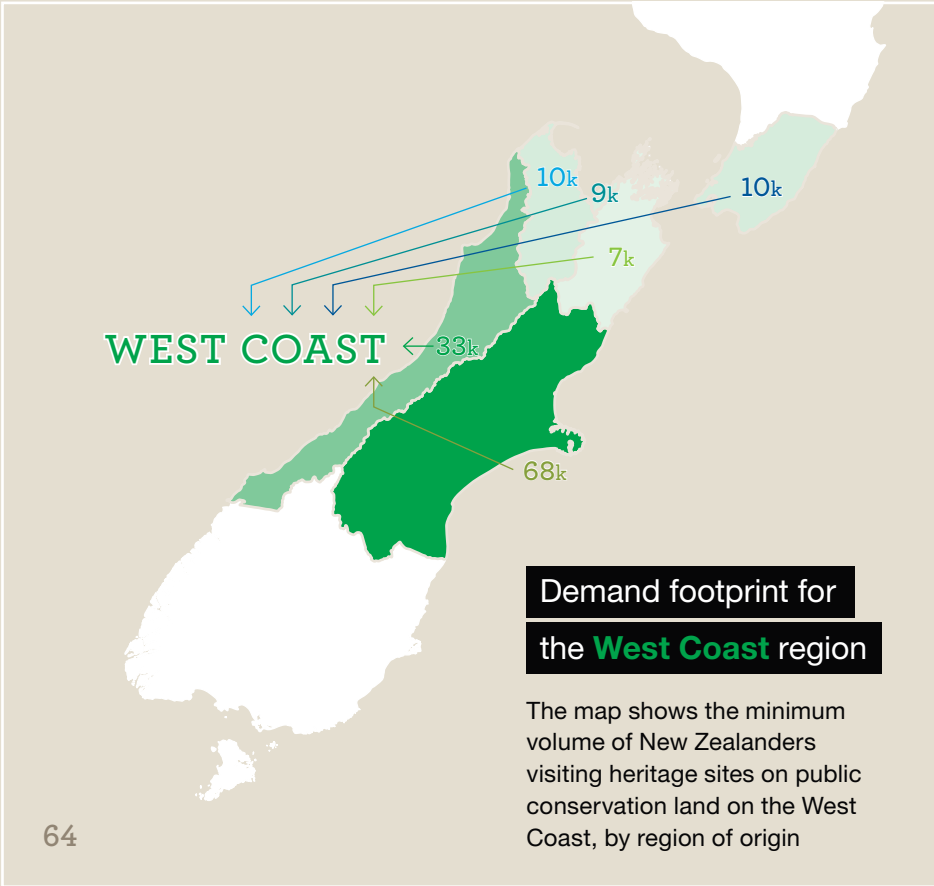 10k
9k
10k
7k
WEST COAST
33k
68k
Demand footprint for
the West Coast region
The map shows the minimum
volume of New Zealanders
visiting heritage sites on public
conservation land on the West
Coast, by region of origin
64